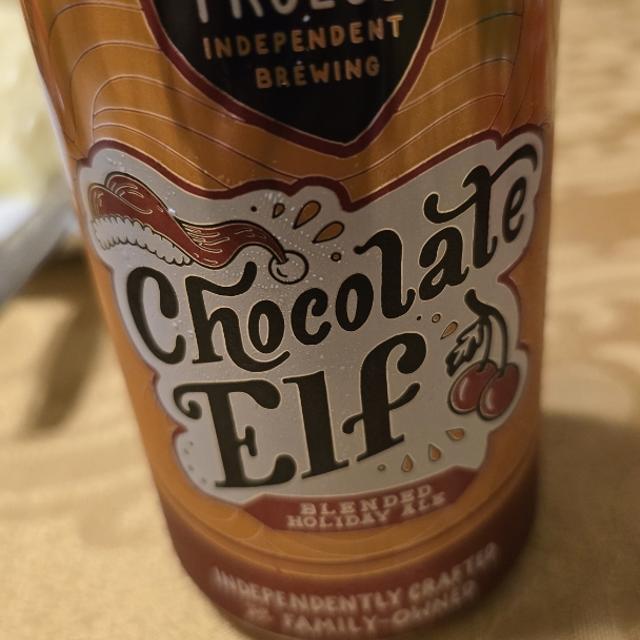 INDEPENDENT
BREWING
Chocolate
Elf
BLENDED
HOLIDAY ALE
INDEPENDENTLY CRAFTED
FAMILY-OWNED